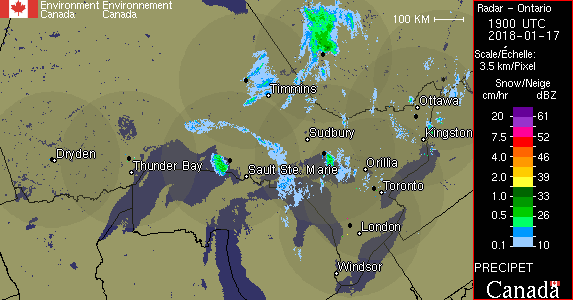 Environment Environnement
Canada Canada
100 KM
Timmins
Ottawa
Sudbury
Kingston
Dryden
Thunder Bay
Sault Ste. Marie
Orillia
Toronto
London
Windsor
Radar - Ontario
1900 UTC
2018-01-17
Scale/Échelle:
3.5 km/Pixel
Snow/Neige
cm/hr dBZ
20 61
7.5 52
4.0 46
2.0 39
1.0 33
0.5 26
0.1 10
PRECIPET
Canada